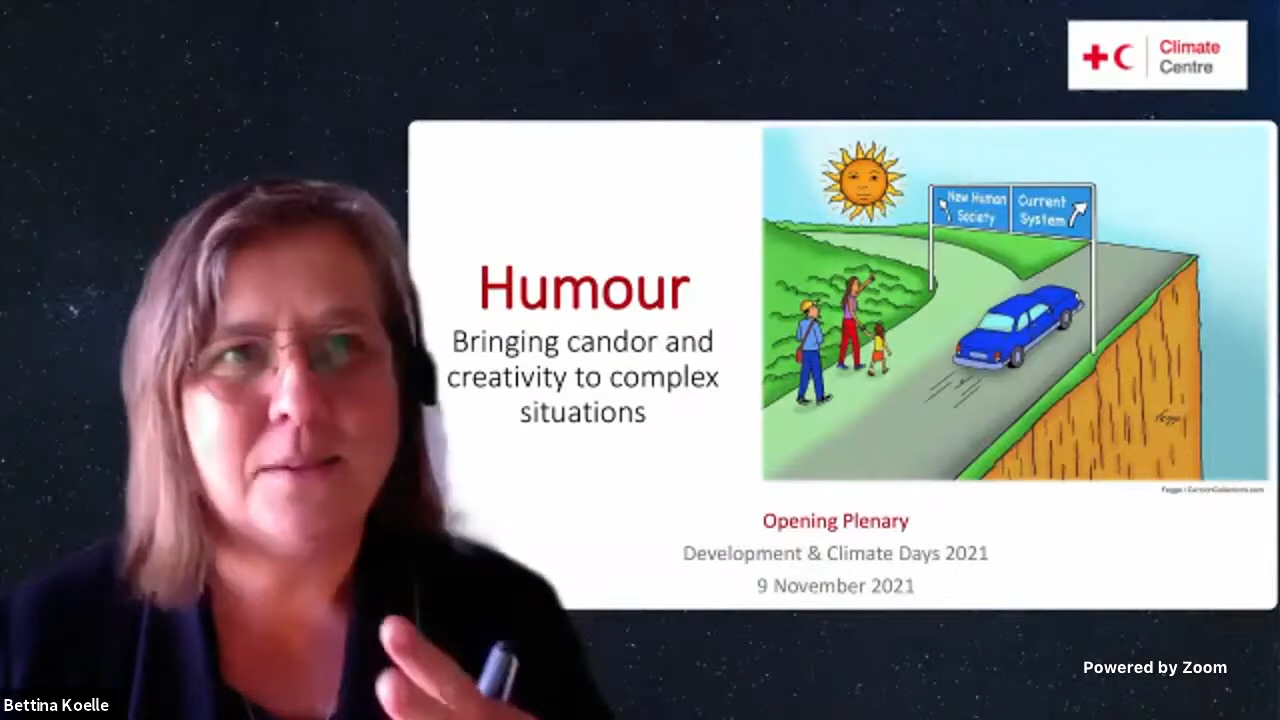 Climate
Centre
New Human
Society
Current
System
Humour
Bringing candor and
creativity to complex
situations
Opening Plenary
Development & Climate Days 2021
9 November 2021
Powered by Zoom
Bettina Koelle